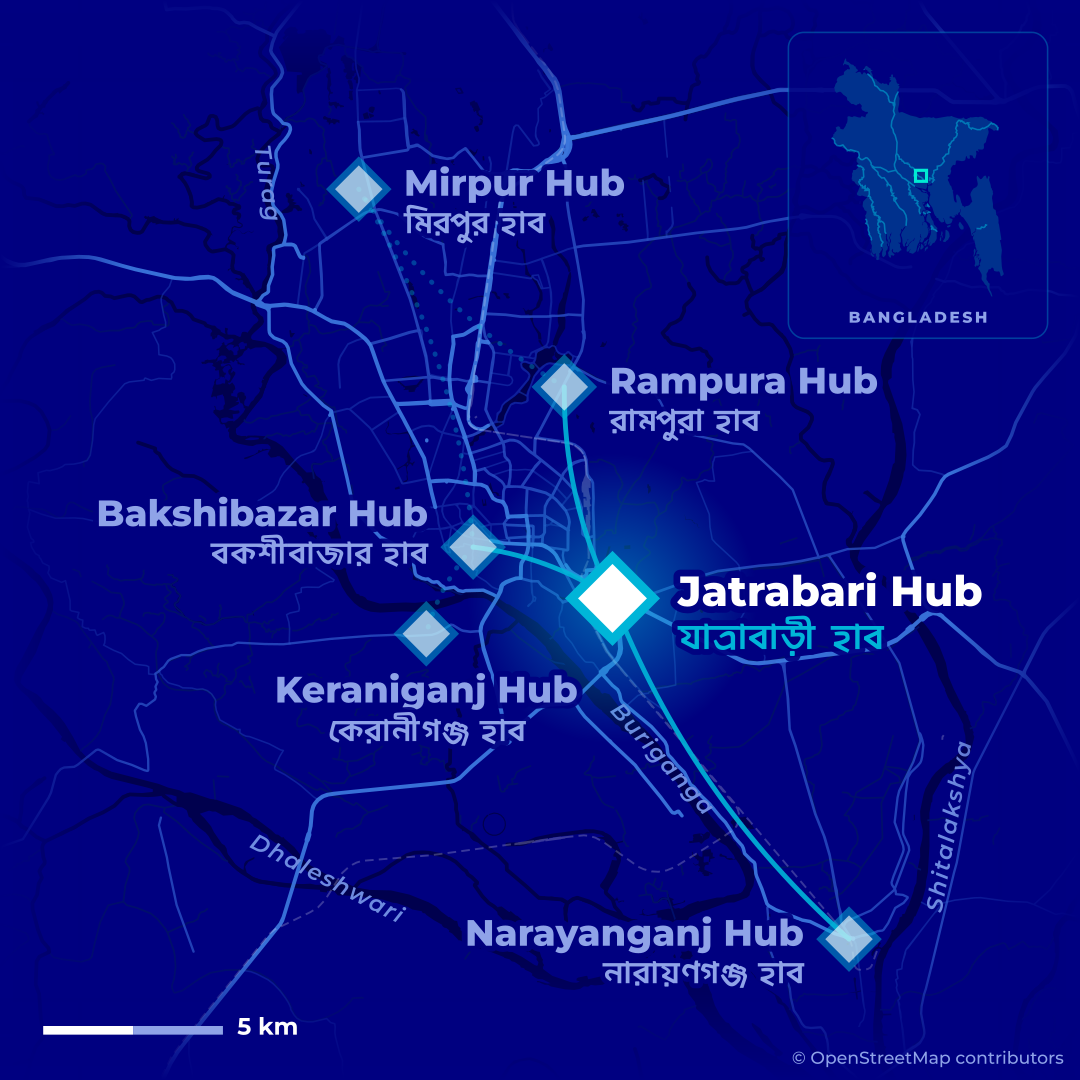 Turag
Mirpur Hub
মিরপুর হাব
BANGLADESH
Rampura Hub
রামপুরা হাব
Bakshibazar Hub
বকশীবাজার হাব
Jatrabari Hub
যাত্রাবাড়ী হাব
Keraniganj Hub
কেরানীগঞ্জ হাব
Buriganga
Shitalakshya
Dhaleshwari
Narayanganj Hub
নারায়ণগঞ্জ হাব
5 km
© OpenStreetMap contributors